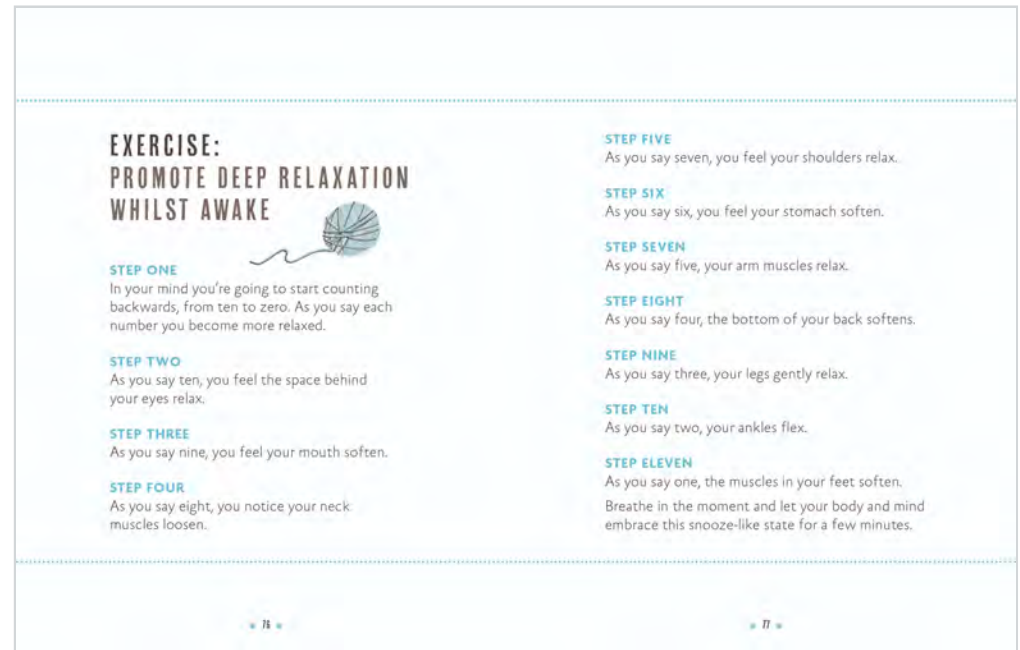 EXERCISE:
PROMOTE DEEP RELAXATION
WHILST AWAKE
STEP ONE
In your mind you're going to start counting
backwards, from ten to zero. As you say each
number you become more relaxed.
STEP TWO
As you say ten, you feel the space behind
your eyes relax.
STEP THREE
As you say nine, you feel your mouth soften.
STEP FOUR
As you say eight, you notice your neck
muscles loosen.
76
STEP FIVE
As you say seven, you feel your shoulders relax.
STEP SIX
As you say six, you feel your stomach soften.
STEP SEVEN
As you say five, your arm muscles relax.
STEP EIGHT
As you say four, the bottom of your back softens.
STEP NINE
As you say three, your legs gently relax.
STEP TEN
As you say two, your ankles flex.
STEP ELEVEN
As you say one, the muscles in your feet soften.
Breathe in the moment and let your body and mind
embrace this snooze-like state for a few minutes.
77